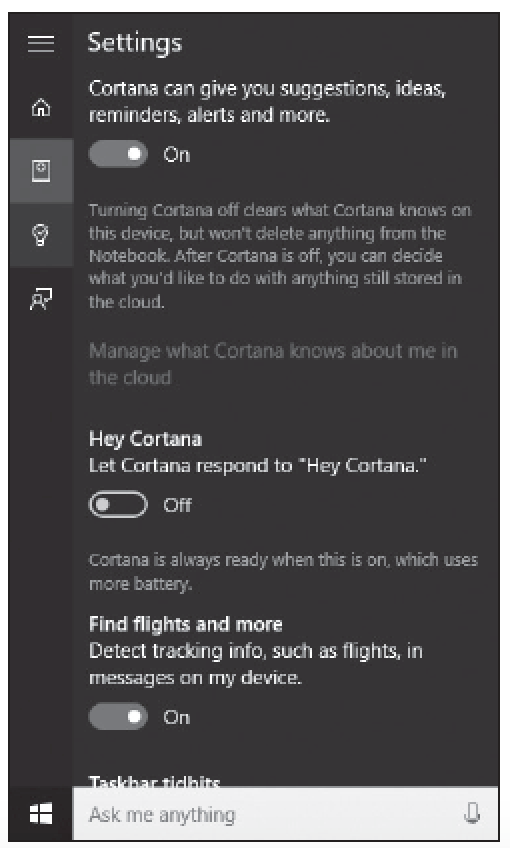 Settings
Cortana can give you suggestions, ideas,
reminders, alerts and more.
On
Turning Cortana off clears what Cortana knows on
this device, but won't delete anything from the
Notebook. After Cortana is off, you can decide
what you'd like to do with anything still stored in
the cloud.
Manage what Cortana knows about me in
the cloud
Hey Cortana
Let Cortana respond to "Hey Cortana."
Off
Cortana is always ready when this is on, which uses
more battery.
Find flights and more
Detect tracking info, such as flights, in
messages on my device.
On
Taskbar tidbits
Ask me anything